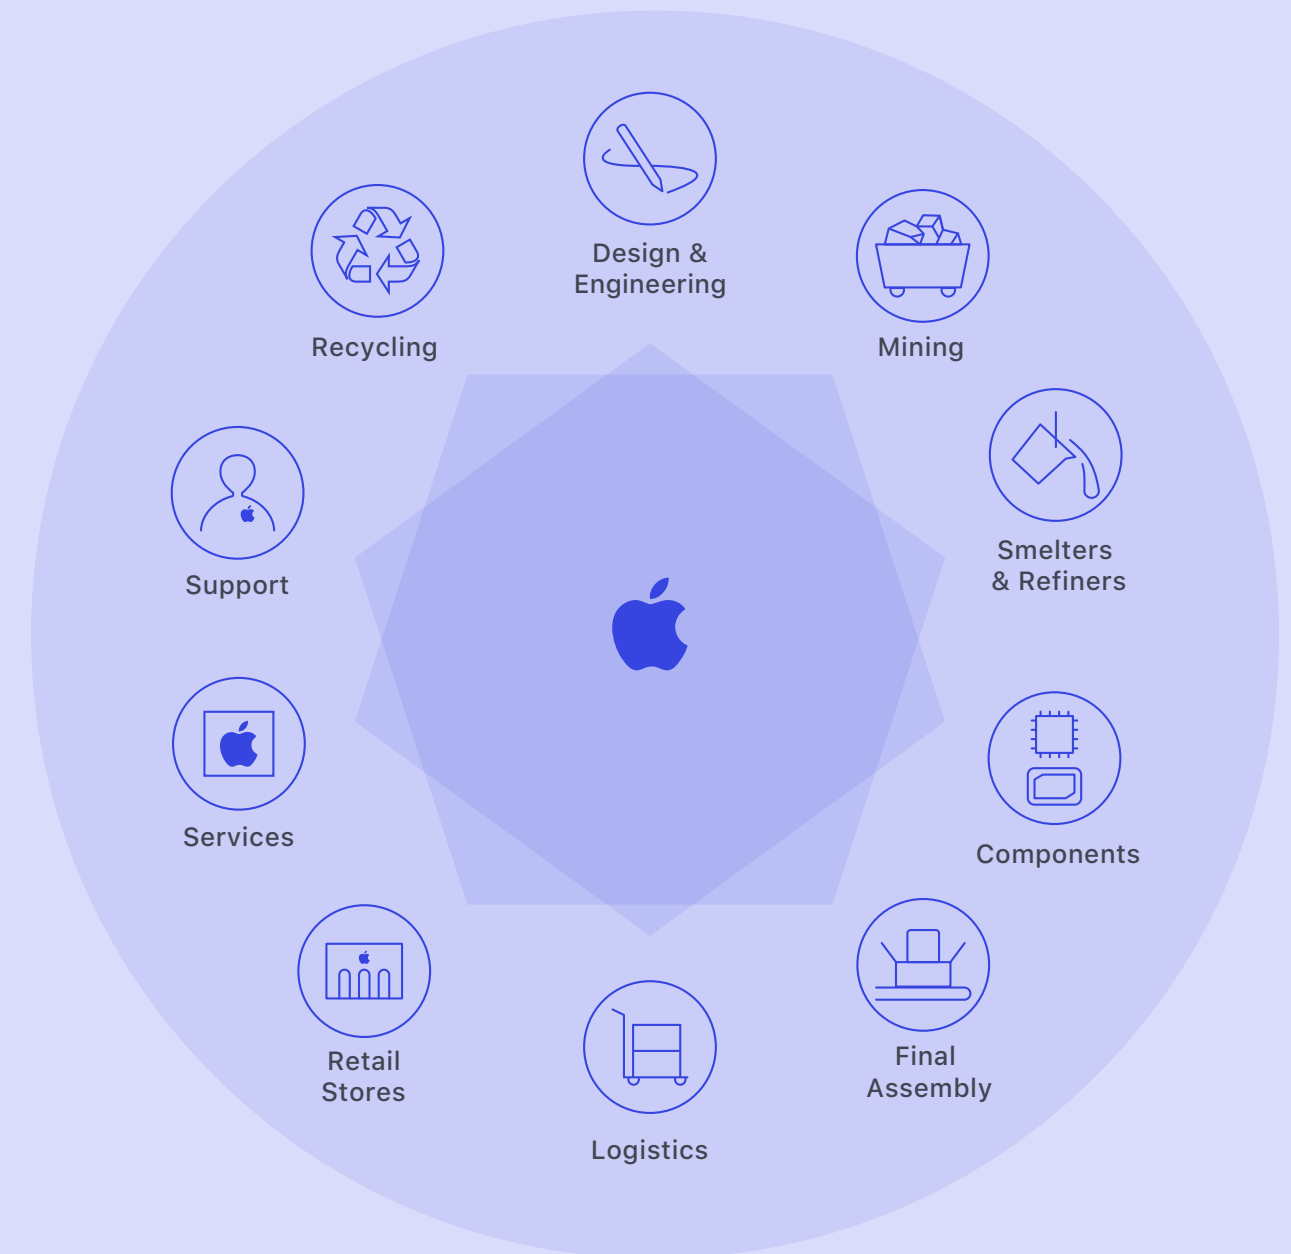 Design &
Engineering
Recycling
Mining
Smelters
& Refiners
Support
Services
Components
Retail
Stores
Final
Assembly
Logistics